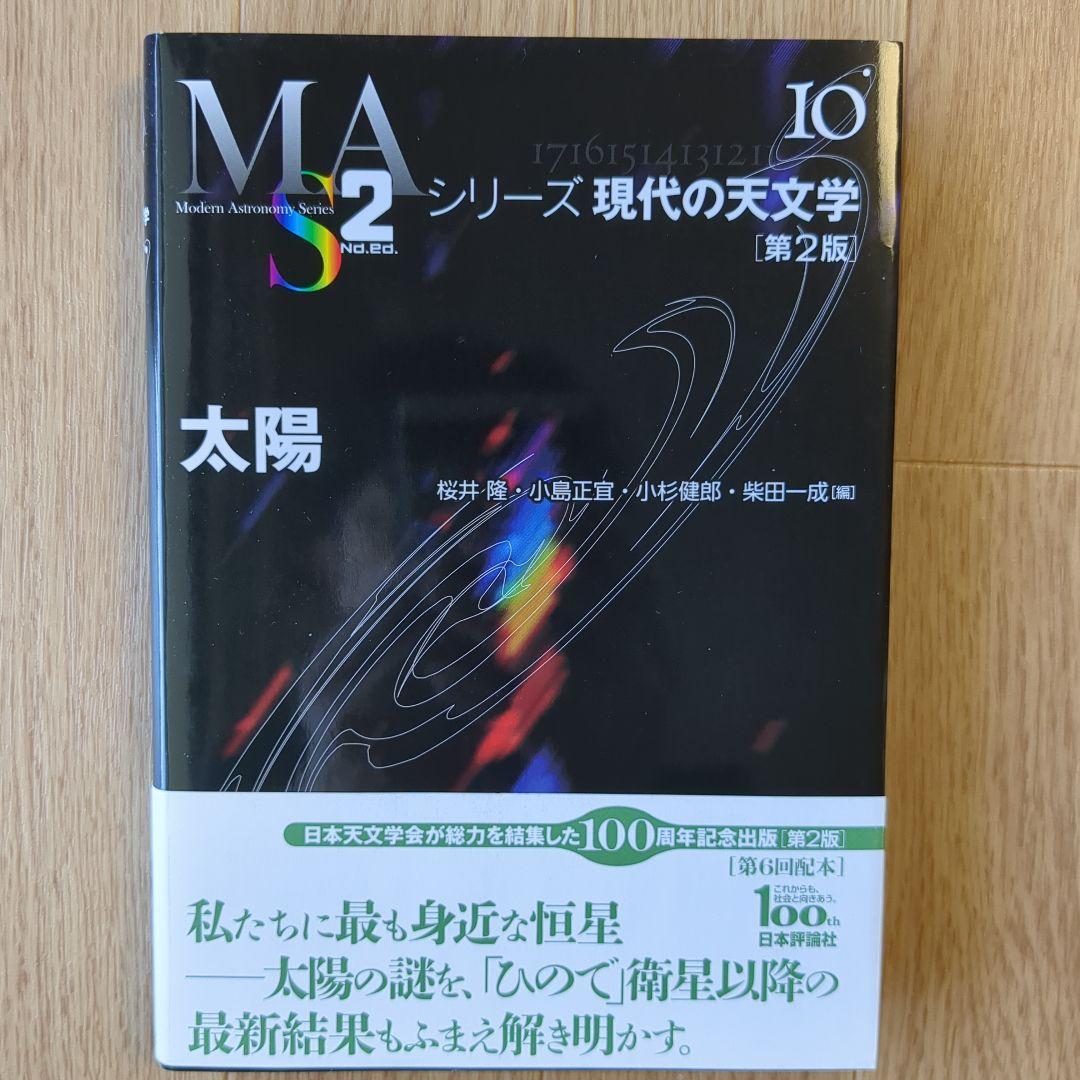 MAS
Modern Astronomy Series
2
Nd.ed.
10
17161514131211
シリーズ 現代の天文学
[第2版]
太陽
桜井 隆・小島正宜・小杉健郎・柴田一成[編]
日本天文学会が総力を結集した100周年記念出版[第2版]
[第6回配本]
これからも、
社会と向きあう。
100th
日本評論社
私たちに最も身近な恒星
――太陽の謎を、「ひので」衛星以降の
最新結果もふまえ解き明かす。
学